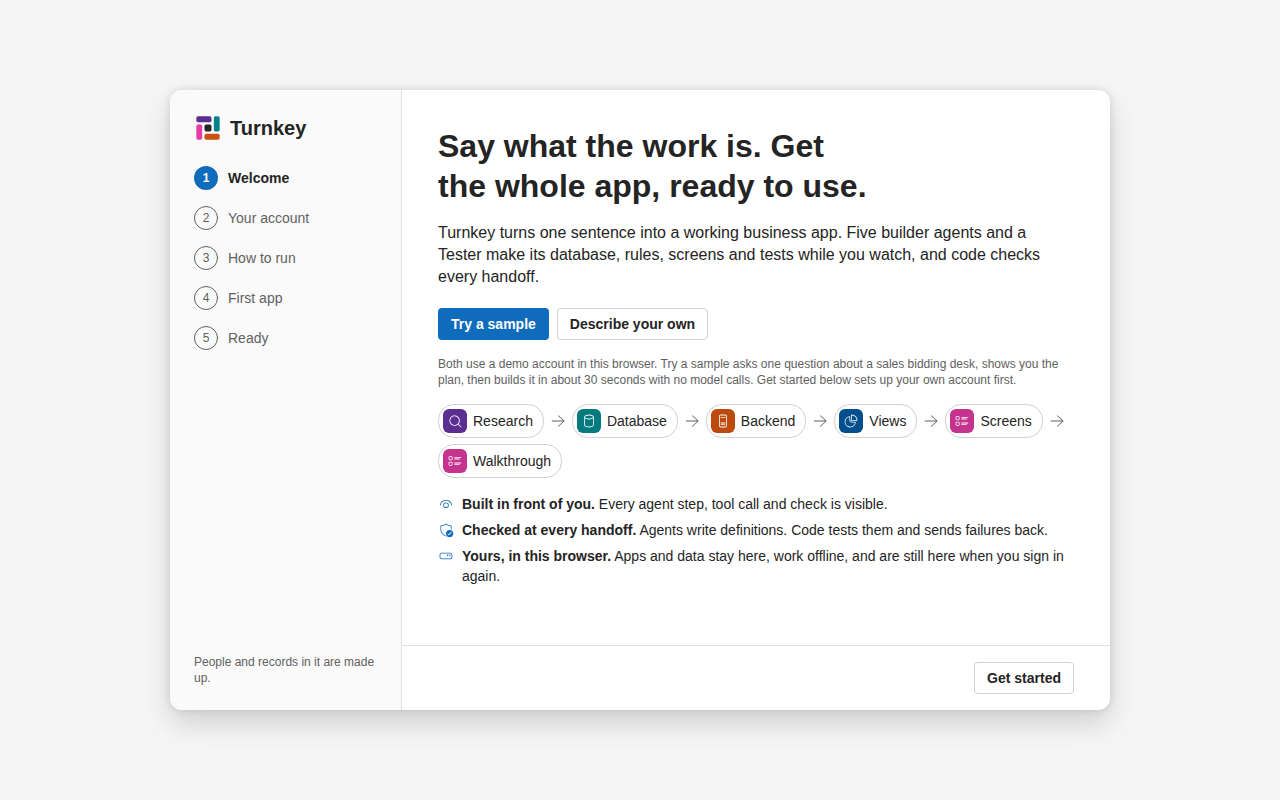 Turnkey
1 Welcome
2 Your account
3 How to run
4 First app
5 Ready
People and records in it are made
up.
Say what the work is. Get
the whole app, ready to use.
Turnkey turns one sentence into a working business app. Five builder agents and a
Tester make its database, rules, screens and tests while you watch, and code checks
every handoff.
Try a sample Describe your own
Both use a demo account in this browser. Try a sample asks one question about a sales bidding desk, shows you the
plan, then builds it in about 30 seconds with no model calls. Get started below sets up your own account first.
Research Database Backend Views Screens
Walkthrough
Built in front of you. Every agent step, tool call and check is visible.
Checked at every handoff. Agents write definitions. Code tests them and sends failures back.
Yours, in this browser. Apps and data stay here, work offline, and are still here when you sign in
again.
Get started